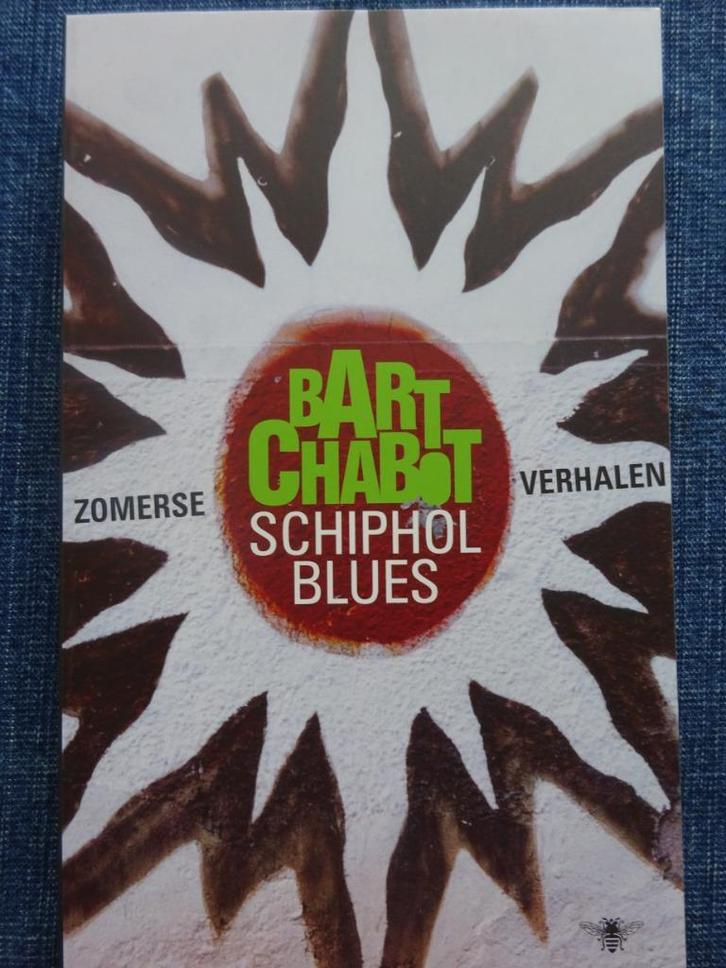 BART
CHABOT
SCHIPHOL
BLUES
ZOMERSE VERHALEN